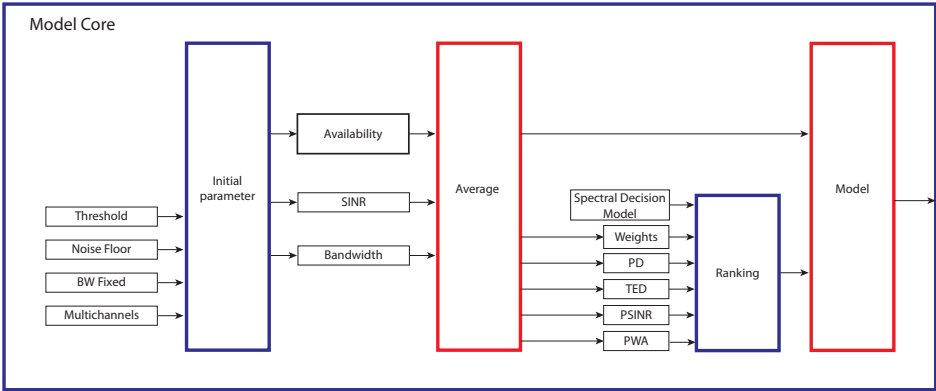 Model Core
Threshold
Noise Floor
BW Fixed
Multichannels
Initial
parameter
Availability
SINR
Bandwidth
Average
Spectral Decision
Model
Weights
PD
TED
PSINR
PWA
Ranking
Model